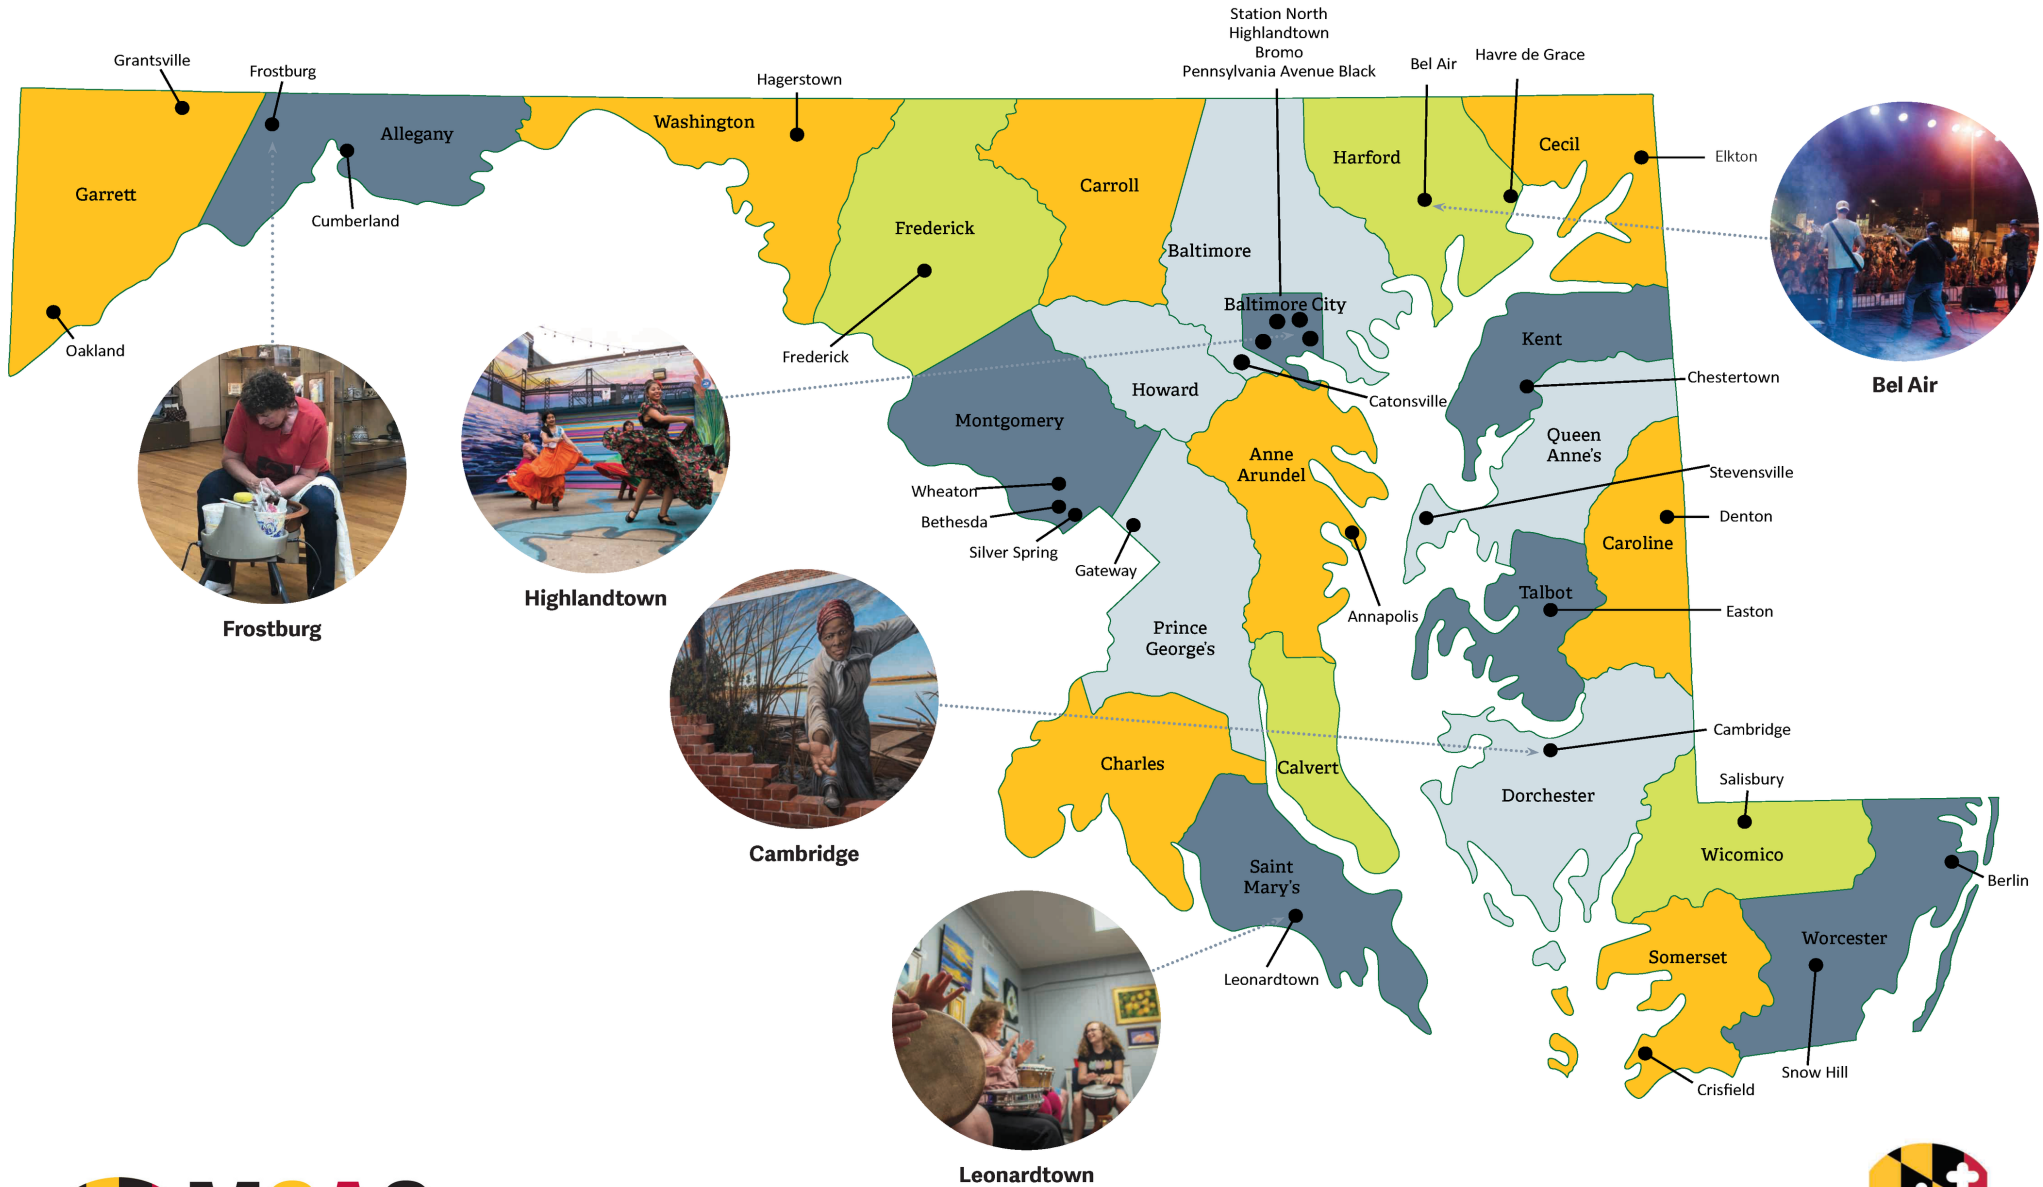 Station North
Highlandtown
Bromo
Pennsylvania Avenue Black
Bel Air
Havre de Grace
Grantsville
Frostburg
Hagerstown
Washington
Allegany
Cecil
Elkton
Harford
Garrett
Carroll
Cumberland
Frederick
Baltimore
Baltimore City
Kent
Oakland
Frederick
Chestertown
Bel Air
Howard
Catonsville
Montgomery
Queen
Anne's
Anne
Arundel
Stevensville
Wheaton
Bethesda
Denton
Silver Spring
Caroline
Gateway
Talbot
Highlandtown
Easton
Annapolis
Frostburg
Prince
George's
Cambridge
Charles
Calvert
Salisbury
Dorchester
Cambridge
Wicomico
Saint
Mary's
Berlin
Worcester
Somerset
Leonardtown
Snow Hill
Crisfield
Leonardtown